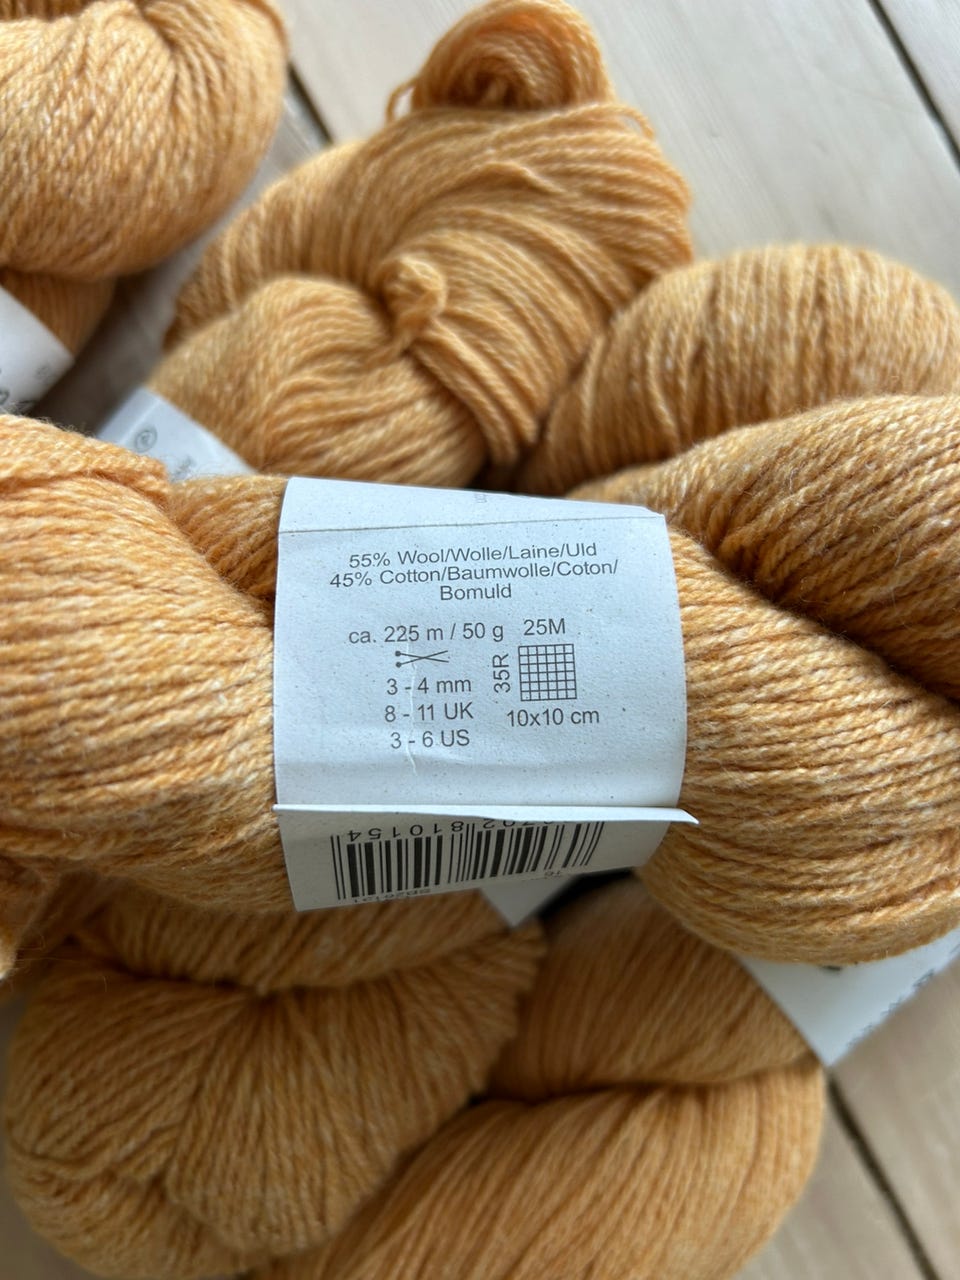 55% Wool/Wolle/Laine/Uld
45% Cotton/Baumwolle/Coton/
Bomuld
ca. 225 m / 50 g
25M
35R
3 - 4 mm
8 - 11 UK
3 - 6 US
10x10 cm
810154